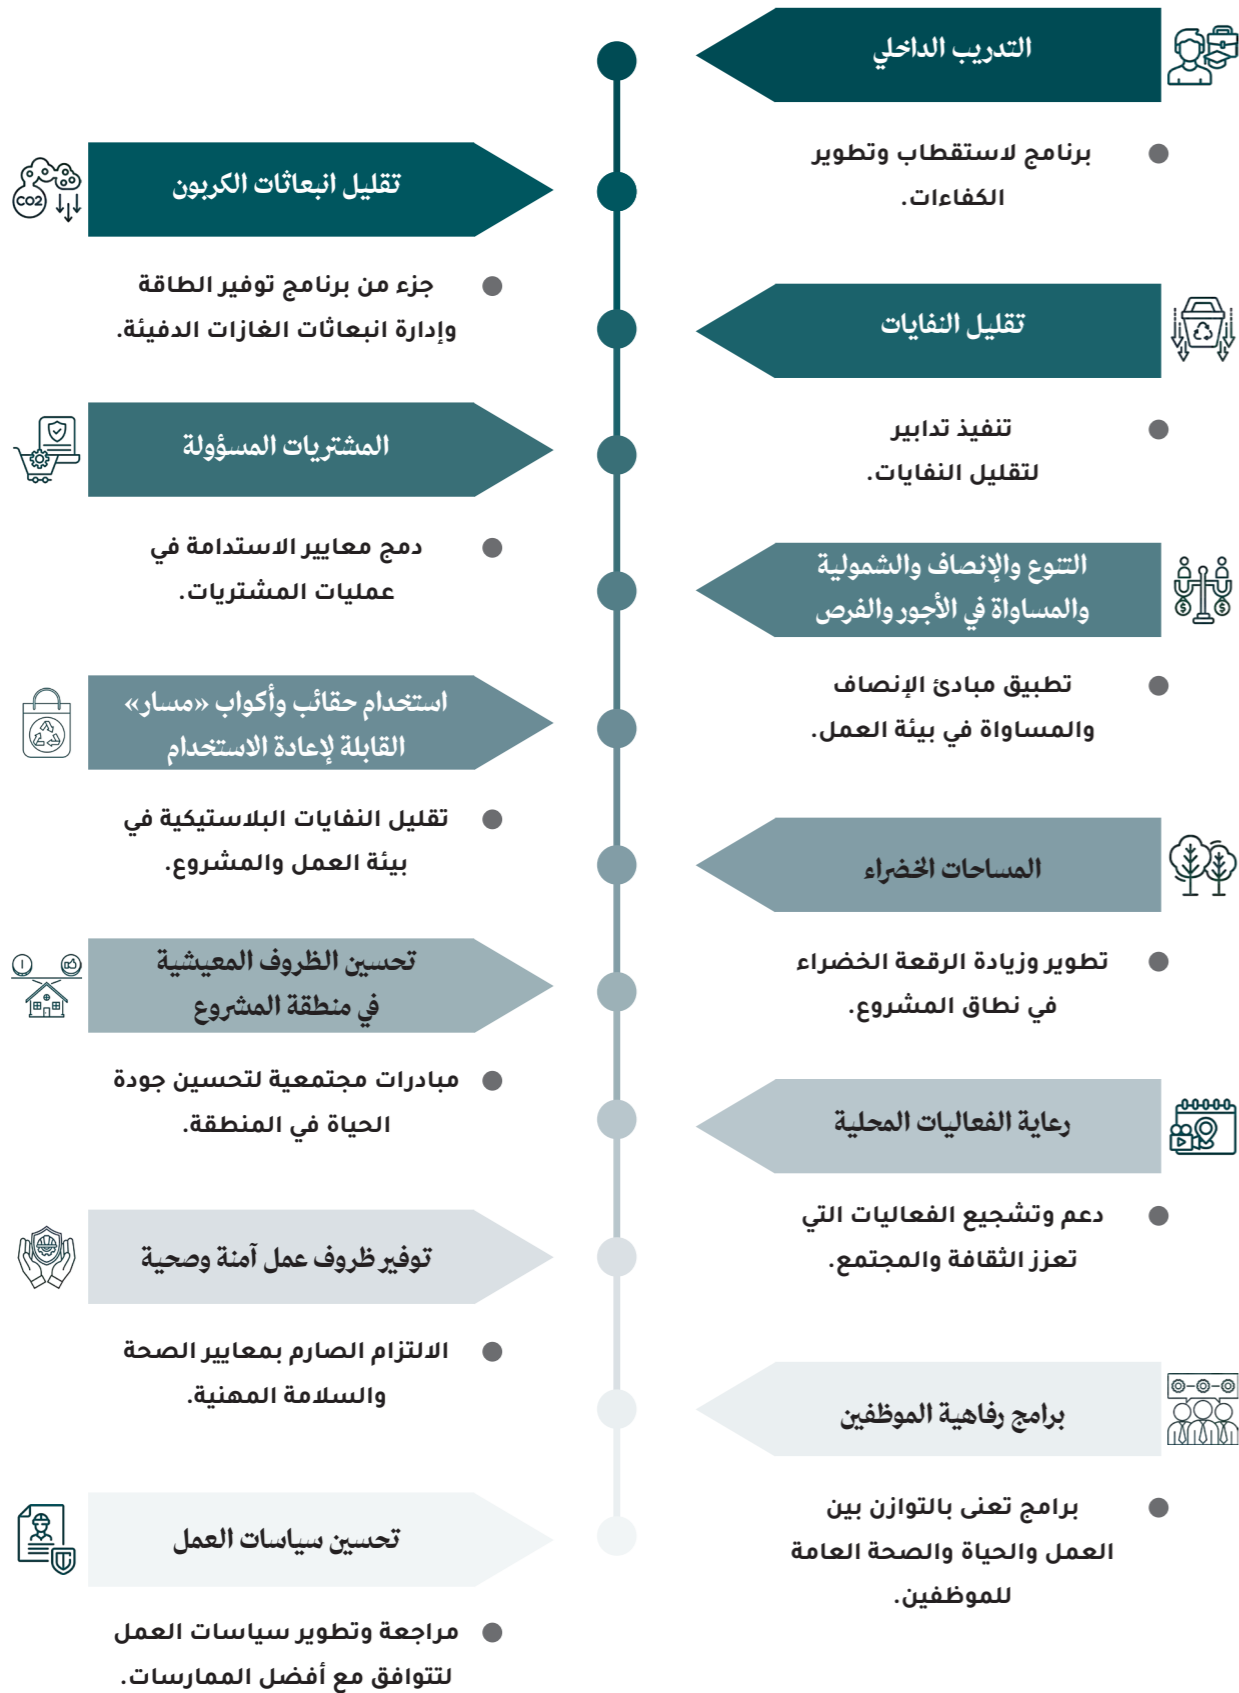 التدريب الداخلي
برنامج لاستقطاب وتطوير
الكفاءات.
تقليل انبعاثات الكربون
CO2
جزء من برنامج توفير الطاقة
وإدارة انبعاثات الغازات الدفيئة.
تقليل النفايات
تنفيذ تدابير
لتقليل النفايات.
المشتريات المسؤولة
دمج معايير الاستدامة في
عمليات المشتريات.
التنوع والإنصاف والشمولية
والمساواة في الأجور والفرص
تطبيق مبادئ الإنصاف
والمساواة في بيئة العمل.
استخدام حقائب وأكواب «مسار»
القابلة لإعادة الاستخدام
تقليل النفايات البلاستيكية في
بيئة العمل والمشروع.
المساحات الخضراء
تطوير وزيادة الرقعة الخضراء
في نطاق المشروع.
تحسين الظروف المعيشية
في منطقة المشروع
مبادرات مجتمعية لتحسين جودة
الحياة في المنطقة.
رعاية الفعاليات المحلية
دعم وتشجيع الفعاليات التي
تعزز الثقافة والمجتمع.
توفير ظروف عمل آمنة وصحية
الالتزام الصارم بمعايير الصحة
والسلامة المهنية.
برامج رفاهية الموظفين
برامج تعنى بالتوازن بين
العمل والحياة والصحة العامة
للموظفين.
تحسين سياسات العمل
مراجعة وتطوير سياسات العمل
لتتوافق مع أفضل الممارسات.